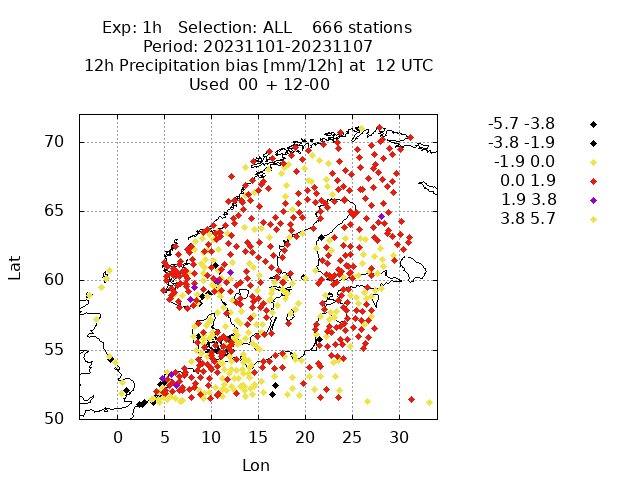 Exp: 1h Selection: ALL 666 stations
Period: 20231101-20231107
12h Precipitation bias [mm/12h] at 12 UTC
Used 00 + 12-00
-5.7 -3.8
-3.8 -1.9
-1.9 0.0
0.0 1.9
1.9 3.8
3.8 5.7
70
65
60
55
50
Lat
0 5 10 15 20 25 30
Lon